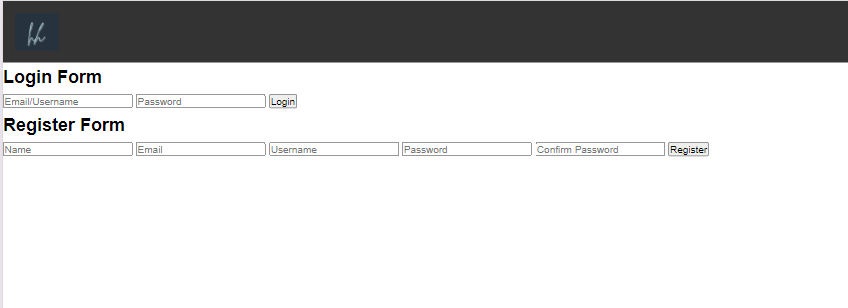 hh
Login Form
Email/Username Password Login
Register Form
Name Email Username Password Confirm Password Register